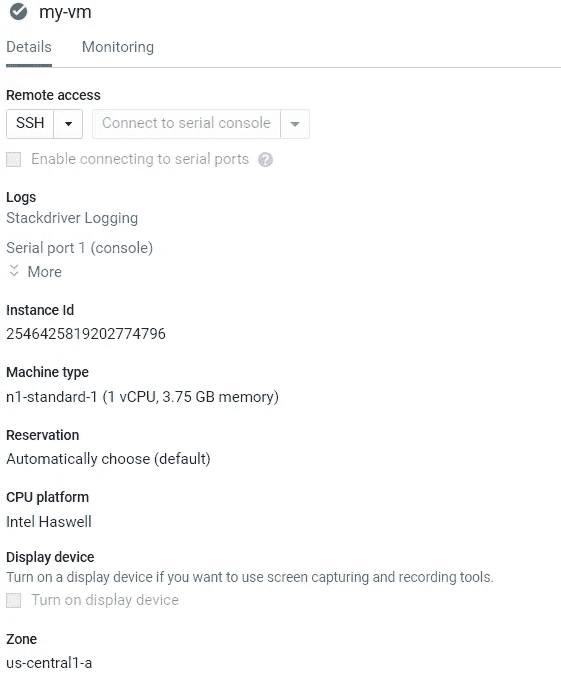 my-vm
Details Monitoring
Remote access
SSH Connect to serial console
Enable connecting to serial ports ?
Logs
Stackdriver Logging
Serial port 1 (console)
More
Instance Id
2546425819202774796
Machine type
n1-standard-1 (1 vCPU, 3.75 GB memory)
Reservation
Automatically choose (default)
CPU platform
Intel Haswell
Display device
Turn on a display device if you want to use screen capturing and recording tools.
Turn on display device
Zone
us-central1-a